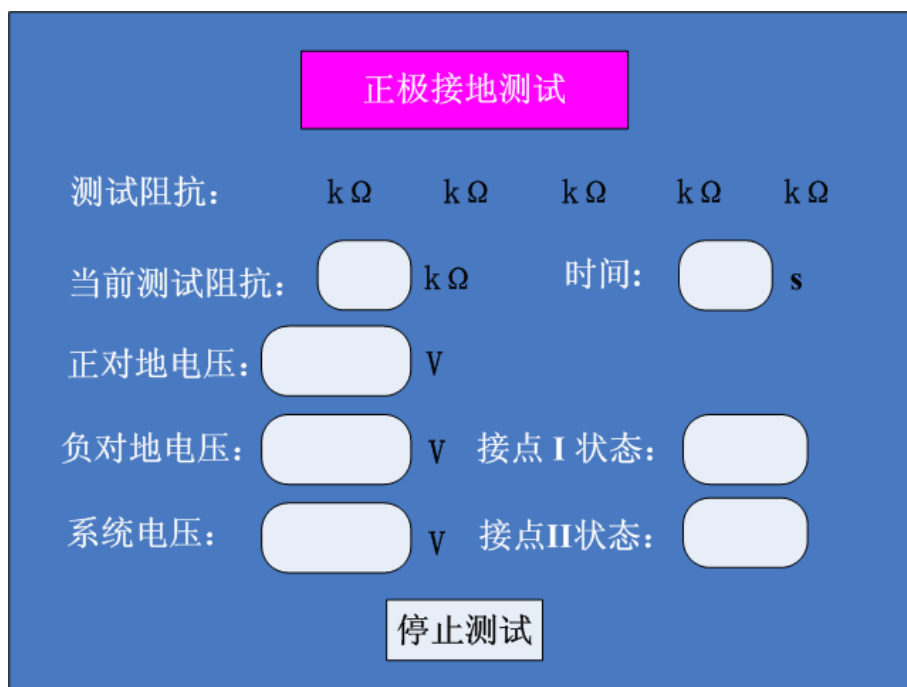 正极接地测试
测试阻抗： kΩ kΩ kΩ kΩ kΩ
当前测试阻抗： kΩ 时间： s
正对地电压： V
负对地电压： V 接点 I 状态：
系统电压： V 接点II状态：
停止测试